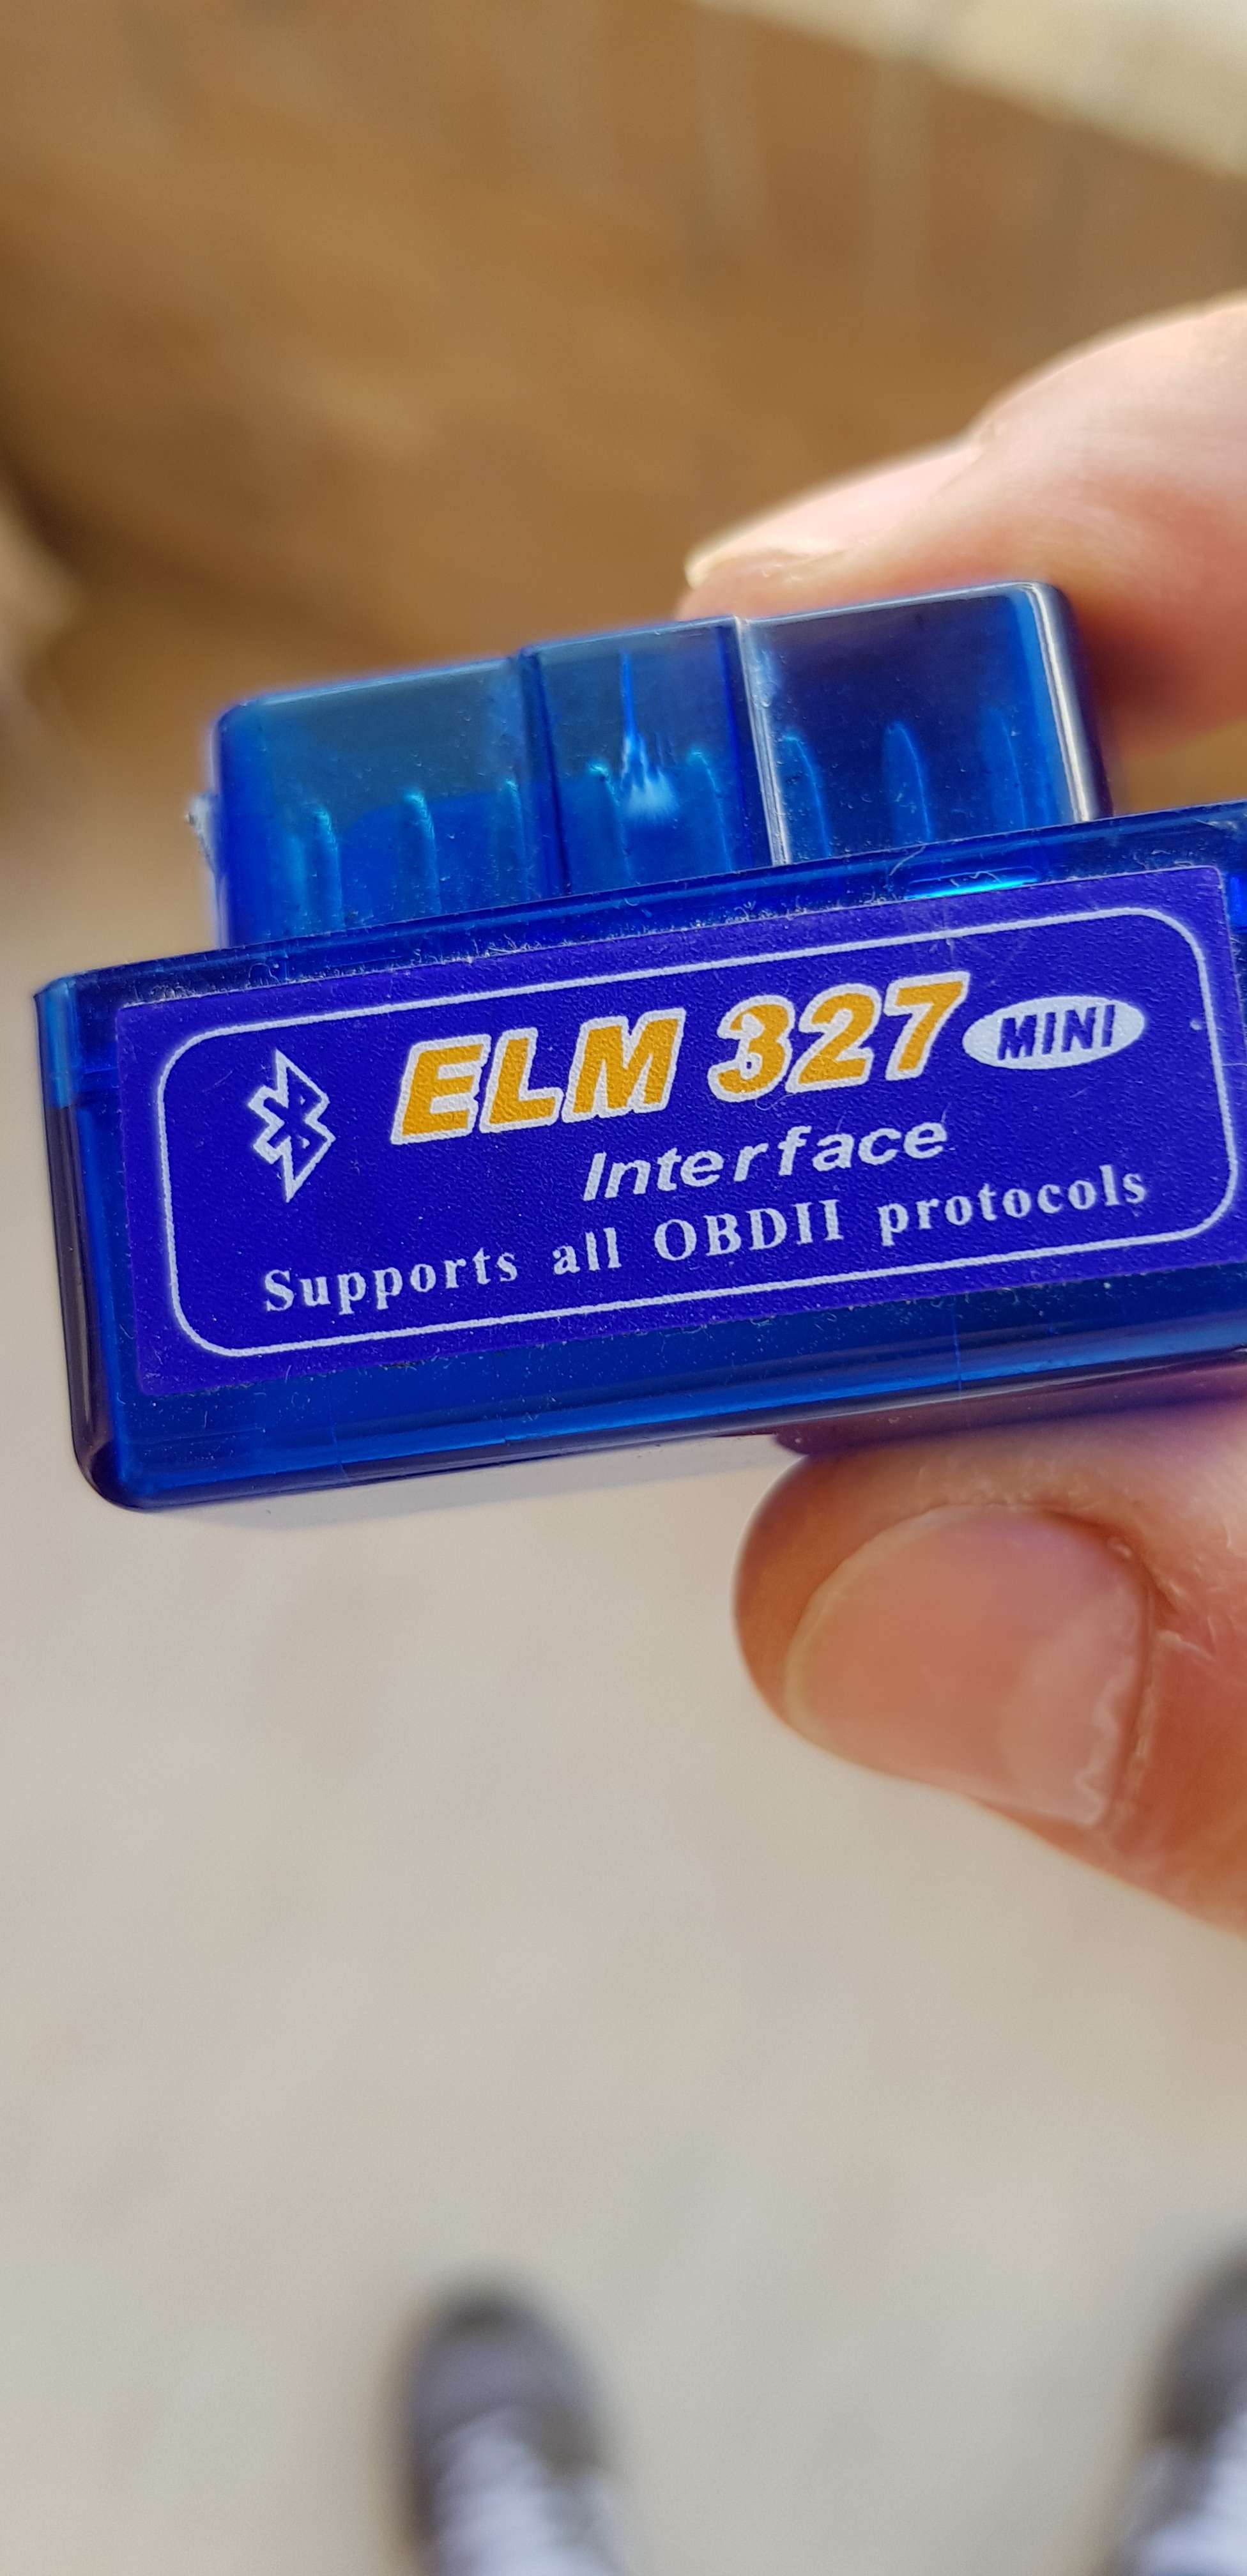 ELM 327 MINI
Interface
Supports all OBDII protocols